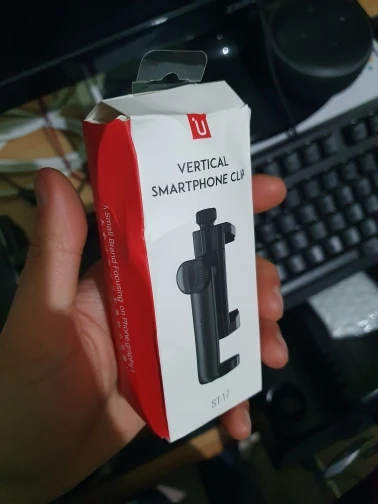 U
VERTICAL
SMARTPHONE CLIP
ST-17
A Small Brand Focusing on Phoneography!